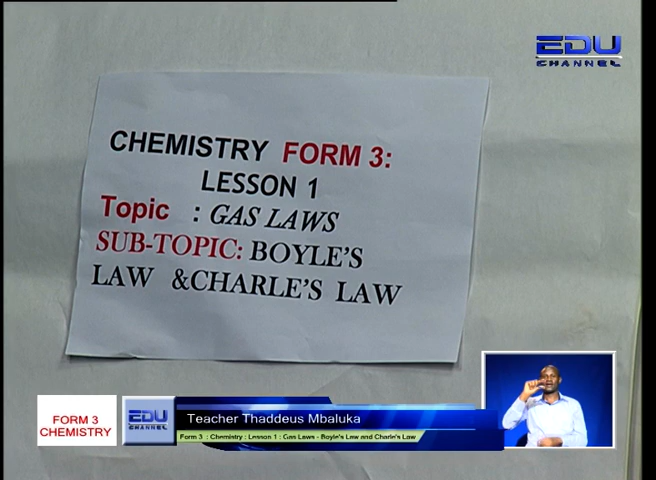 EDU
CHANNEL
CHEMISTRY FORM 3:
LESSON 1
Topic : GAS LAWS
SUB-TOPIC: BOYLE'S
LAW &CHARLE'S LAW
FORM 3
CHEMISTRY
EDU
CHANNEL
Teacher Thaddeus Mbaluka
Form 3 : Chemistry : Lesson 1 : Gas Laws - Boyle's Law and Charle's Law